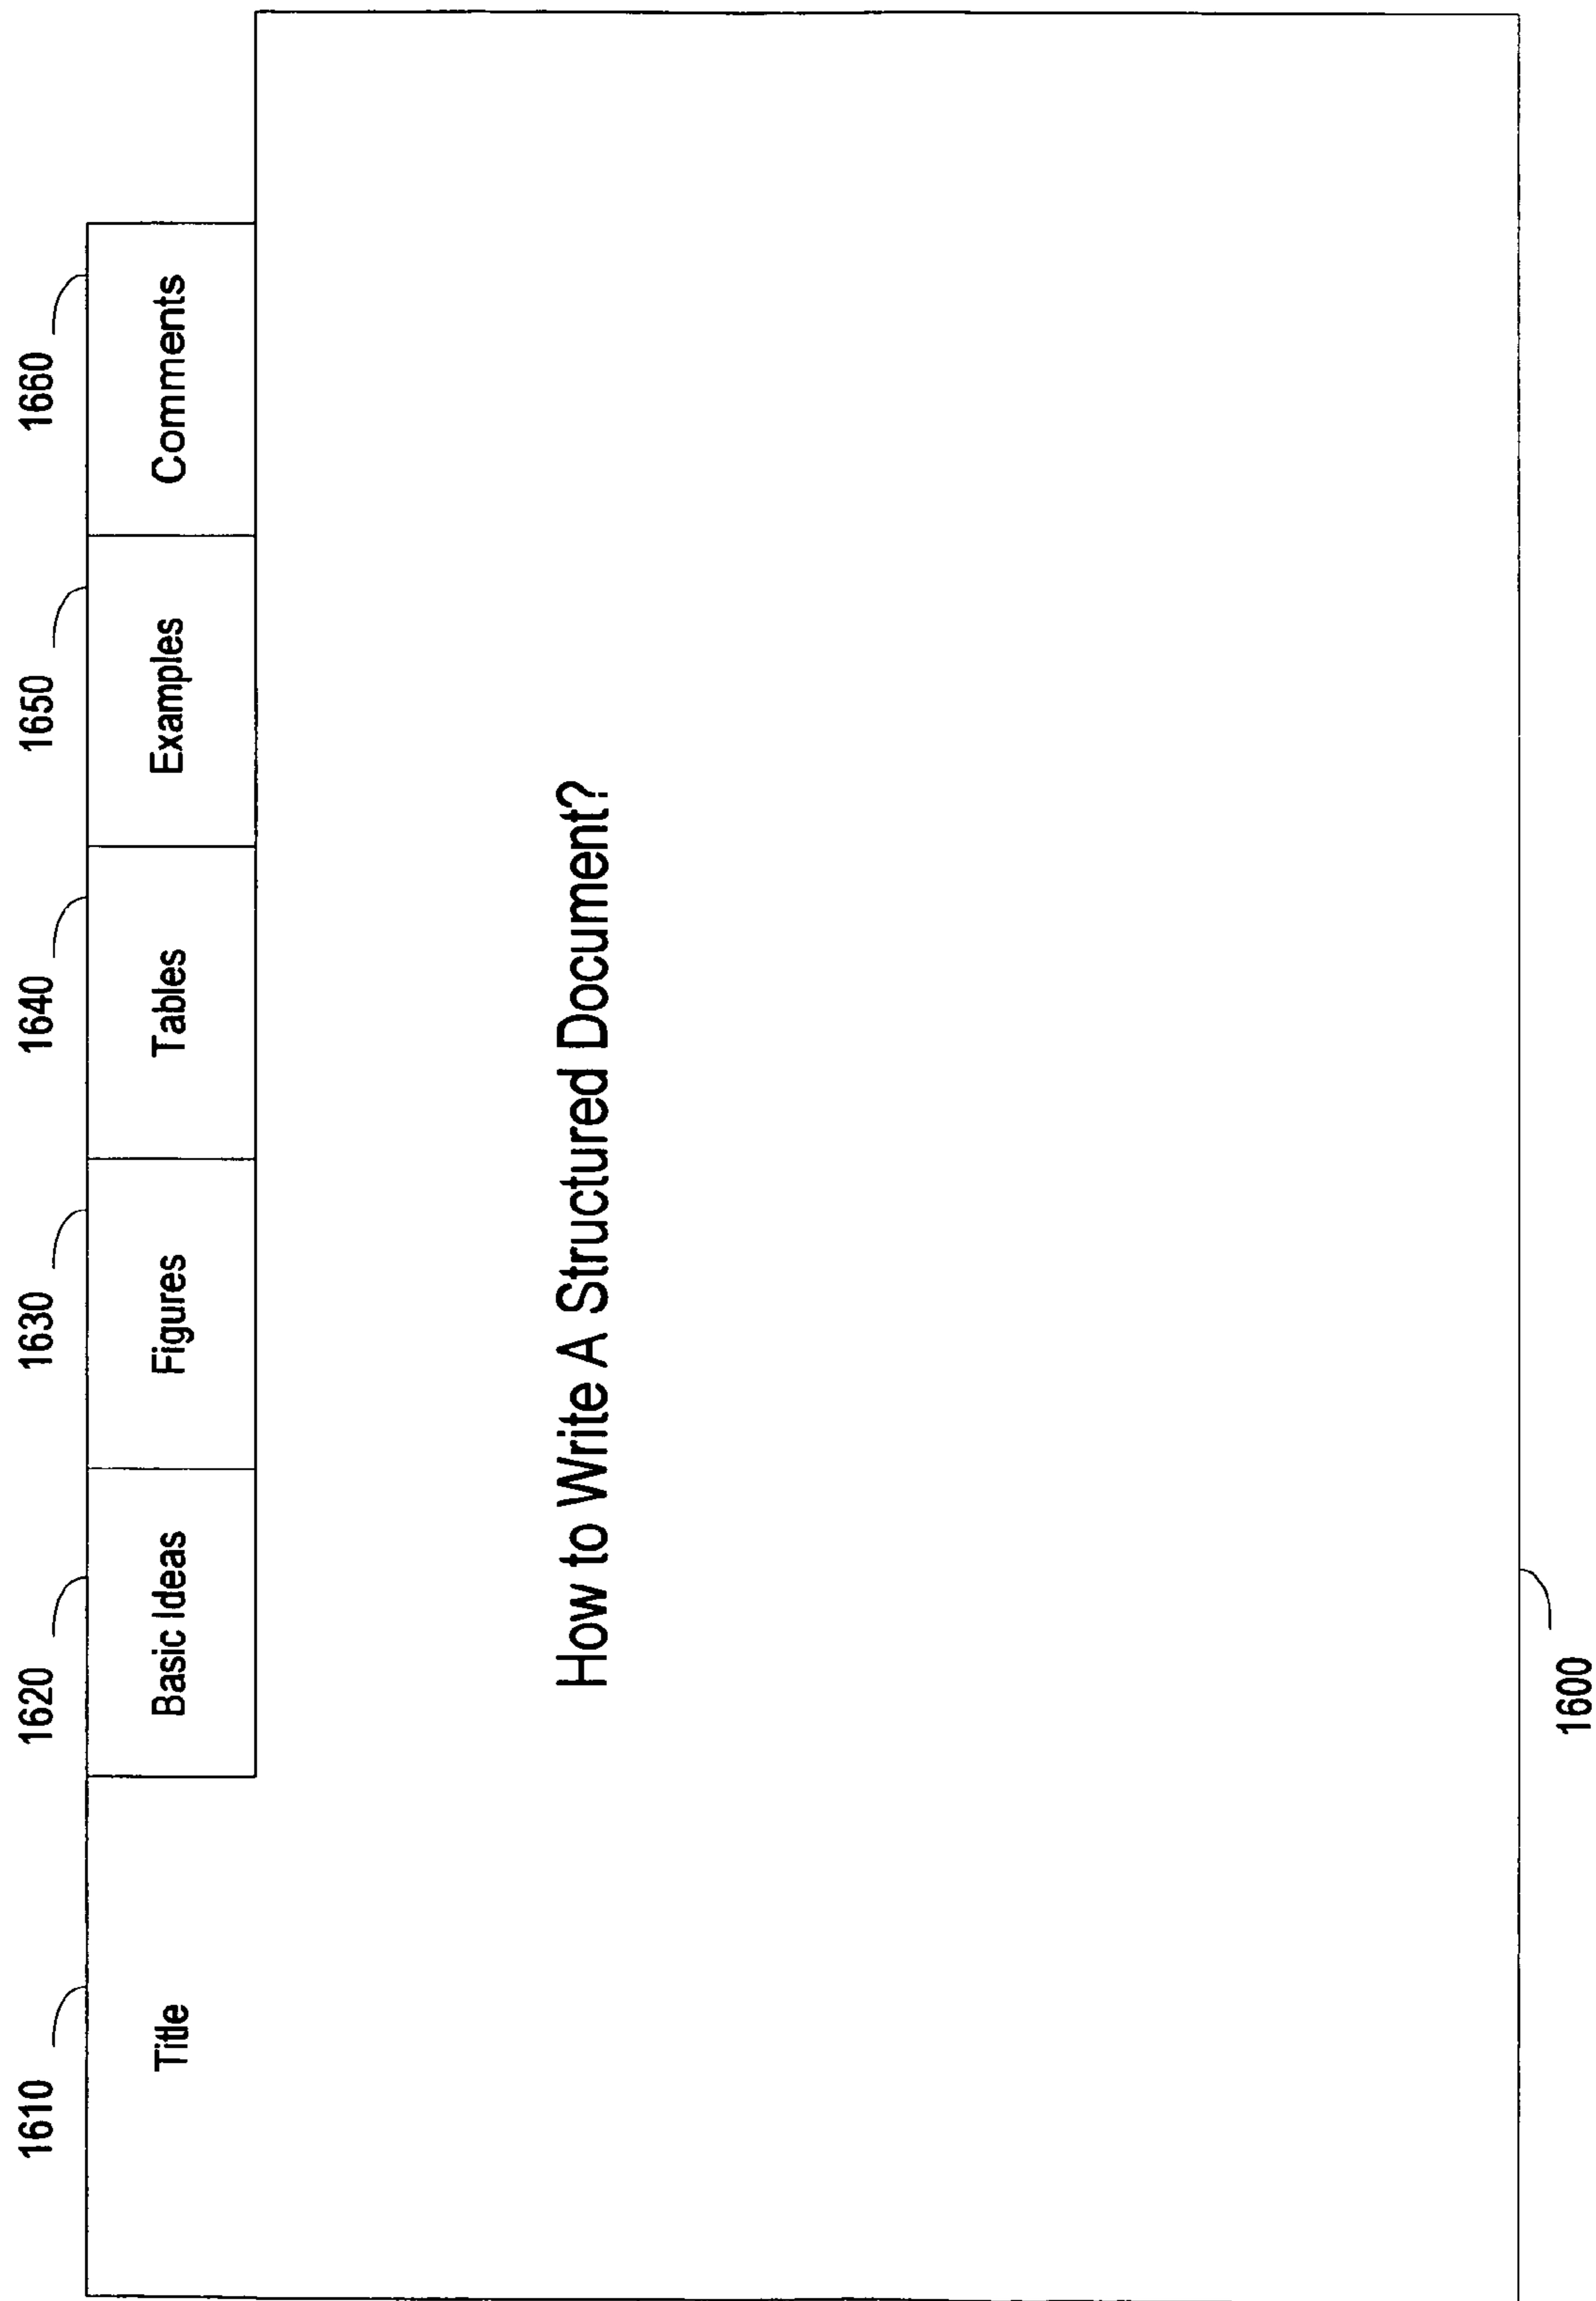 1610 1620 1630 1640 1650 1660
Title Basic Ideas Figures Tables Examples Comments
How to Write A Structured Document?
1600